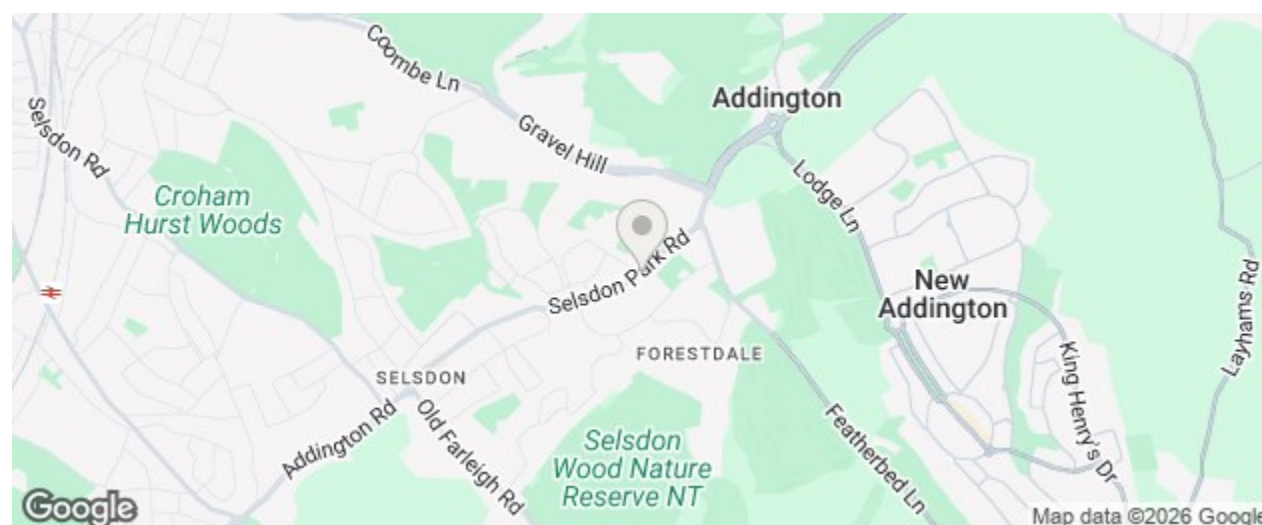 Coombe Ln
Addington
Selsdon Rd
Gravel Hill
Lodge Ln
Croham
Hurst Woods
Selsdon Park Rd
New
Addington
Layhams Rd
FORESTDALE
SELSDON
King Henry's Dr
Addington Rd
Old Farleigh Rd
Featherbed Ln
Selsdon
Wood Nature
Reserve NT
Google
Map data ©2026 Google